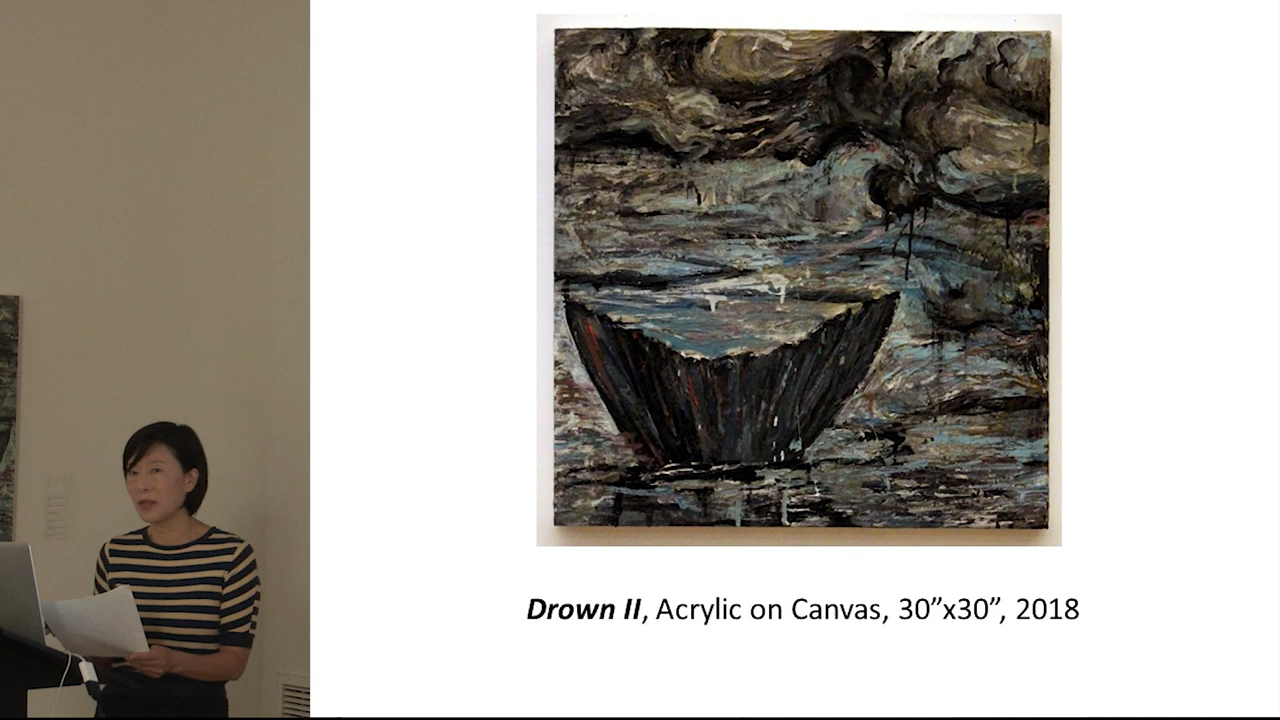 Drown II, Acrylic on Canvas, 30”x30”, 2018